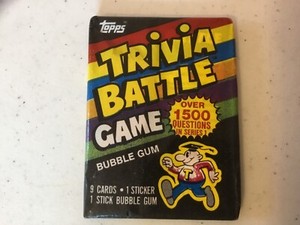 Topps
TRIVIA
BATTLE
GAME
BUBBLE GUM
OVER
1500
QUESTIONS
IN SERIES 1
9 CARDS • 1 STICKER
1 STICK BUBBLE GUM
T